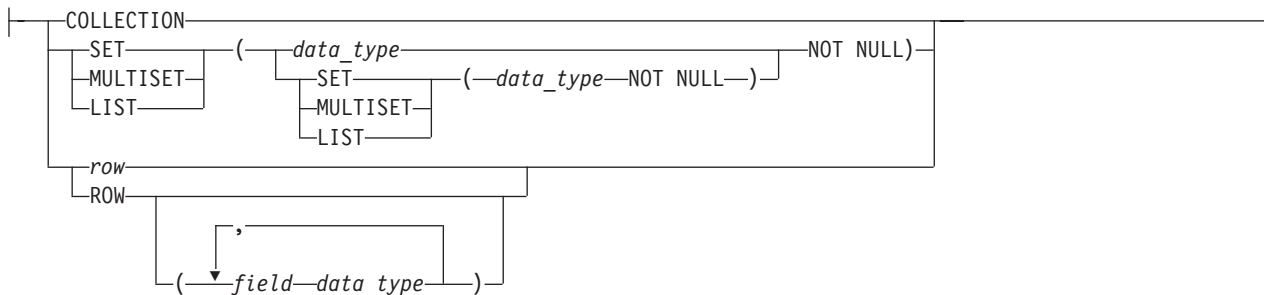 COLLECTION
SET ( data_type NOT NULL)
MULTISET SET ( data_type NOT NULL )
LIST MULTISET
LIST
row
ROW
,
( field data type )